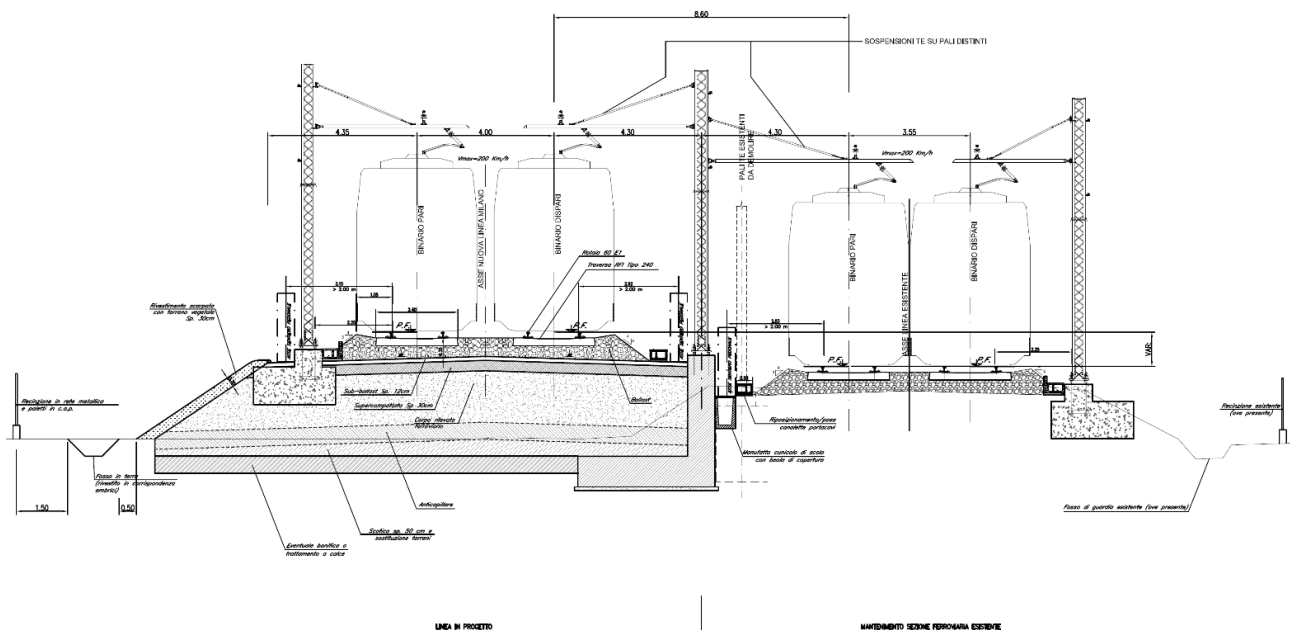 8.60
SOSPENSIONI TE SU PALI DISTINTI
4.35
4.00
4.30
4.30
3.55
Vmax=200 Km/h
Vmax=200 Km/h
PALI TE ESISTENTI
DA DEMOLIRE
BINARIO PARI
ASSE NUOVA LINEA MILANO
BINARIO DISPARI
BINARIO PARI
ASSE LINEA ESISTENTE
BINARIO DISPARI
Rotaia 60 E1
Traversa RFI Tipo 240
> 2.00 m
> 2.00 m
> 2.00 m
Rivestimento scarpata
con terreno vegetale
Sp. 30cm
P.F.
P.F.
P.F.
P.F.
VAR.
Sub-ballast Sp. 12cm
Supercompattato Sp. 30cm
Corpo rilevato
ferroviario
Ballast
Recinzione in rete metallica
e paletti in c.a.p.
Riposizionamento/posa
canalette portacavi
Recinzione esistente
(ove presente)
Manufatto cunicolo di scolo
con beola di copertura
Fosso in terra
(rivestito in corrispondenza
embrici)
1.50
0.50
Anticapillare
Fosso di guardia esistente (ove presente)
Scotico sp. 50 cm e
sostituzione terreni
Eventuale bonifica o
trattamento a calce
LINEA IN PROGETTO
MANTENIMENTO SEZIONE FERROVIARIA ESISTENTE